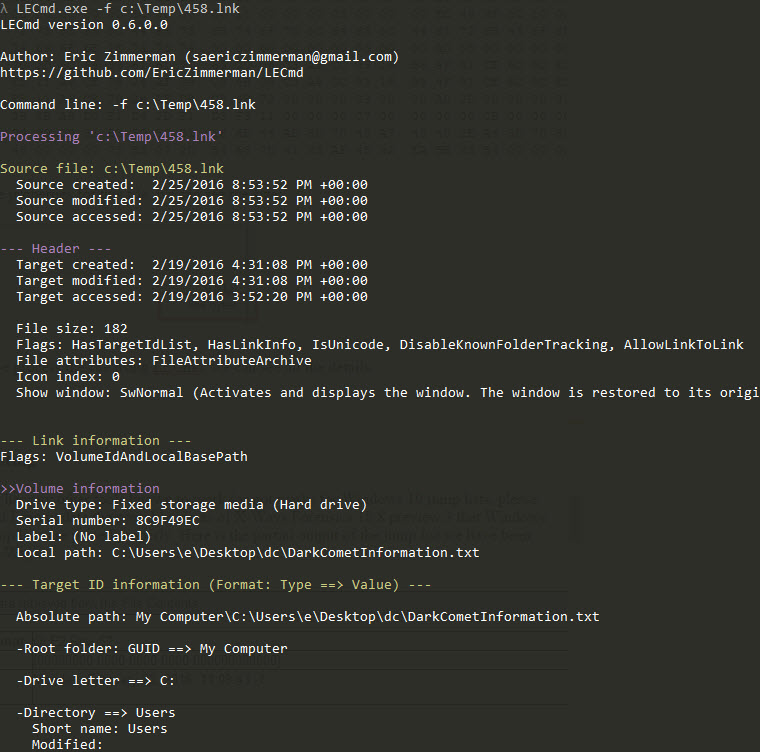 λ LECmd.exe -f c:\Temp\458.lnk
LECmd version 0.6.0.0
Author: Eric Zimmerman (saericzimmerman@gmail.com)
https://github.com/EricZimmerman/LECmd
Command line: -f c:\Temp\458.lnk
Processing 'c:\Temp\458.lnk'
Source file: c:\Temp\458.lnk
Source created:  2/25/2016 8:53:52 PM +00:00
Source modified: 2/25/2016 8:53:52 PM +00:00
Source accessed: 2/25/2016 8:53:52 PM +00:00
--- Header ---
Target created:  2/19/2016 4:31:08 PM +00:00
Target modified: 2/19/2016 4:31:08 PM +00:00
Target accessed: 2/19/2016 3:52:20 PM +00:00
File size: 182
Flags: HasTargetIdList, HasLinkInfo, IsUnicode, DisableKnownFolderTracking, AllowLinkToLink
File attributes: FileAttributeArchive
Icon index: 0
Show window: SwNormal (Activates and displays the window. The window is restored to its origi
--- Link information ---
Flags: VolumeIdAndLocalBasePath
>>Volume information
Drive type: Fixed storage media (Hard drive)
Serial number: 8C9F49EC
Label: (No label)
Local path: C:\Users\e\Desktop\dc\DarkCometInformation.txt
--- Target ID information (Format: Type ==> Value) ---
Absolute path: My Computer\C:\Users\e\Desktop\dc\DarkCometInformation.txt
-Root folder: GUID ==> My Computer
-Drive letter ==> C:
-Directory ==> Users
Short name: Users
Modified: